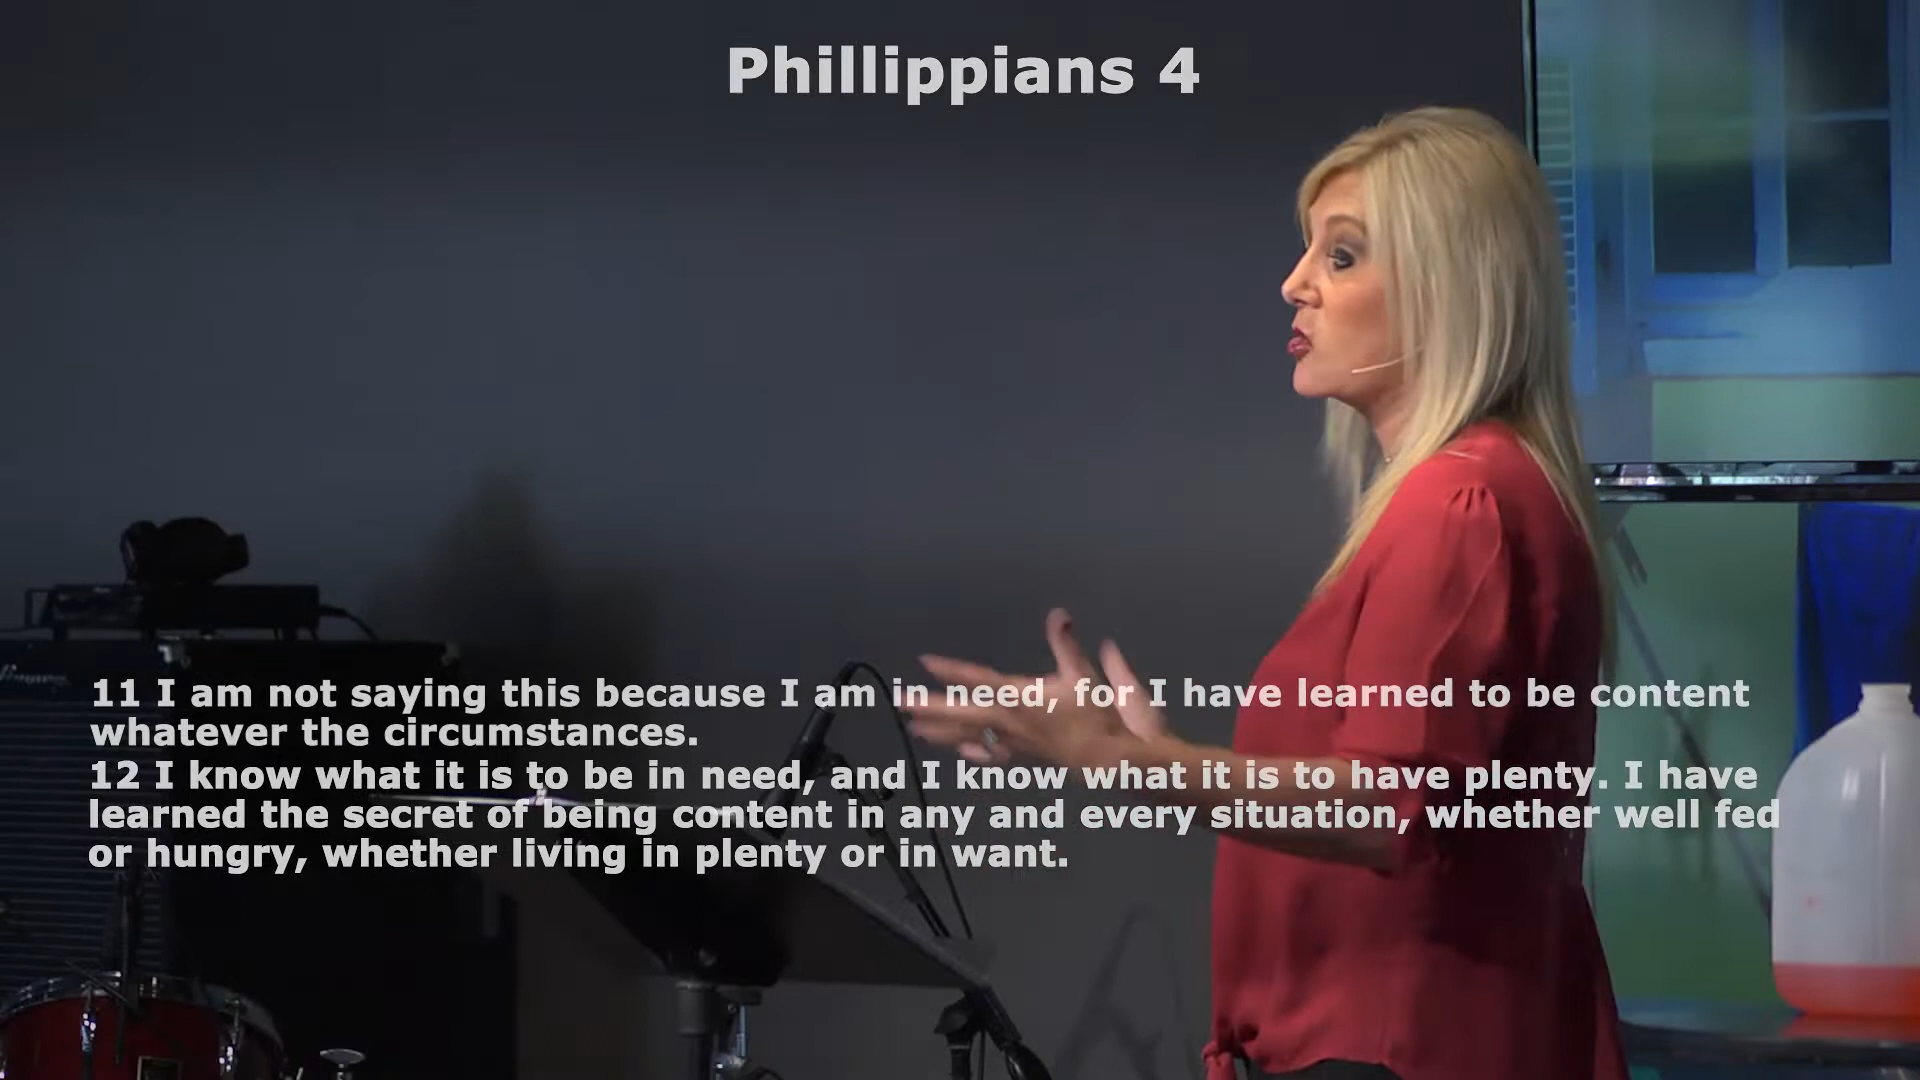 Phillippians 4
11 I am not saying this because I am in need, for I have learned to be content
whatever the circumstances.
12 I know what it is to be in need, and I know what it is to have plenty. I have
learned the secret of being content in any and every situation, whether well fed
or hungry, whether living in plenty or in want.